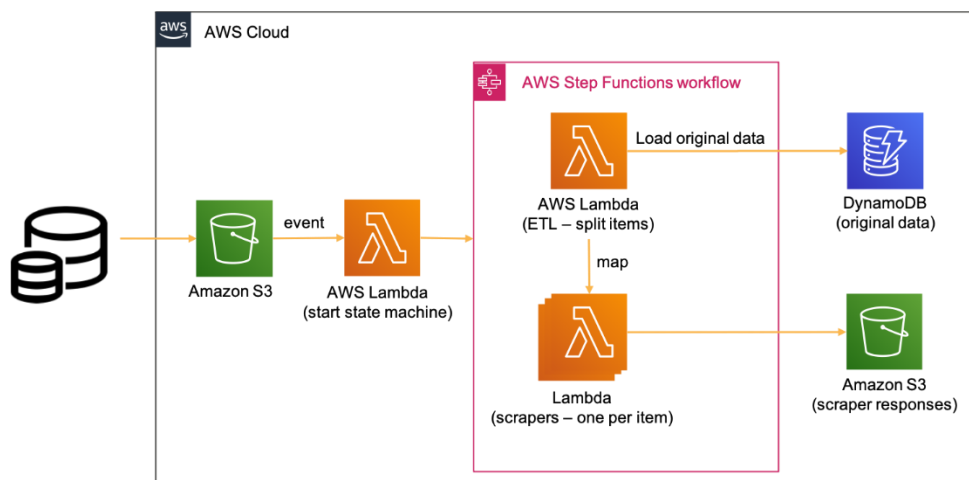 aws
AWS Cloud
AWS Step Functions workflow
Load original data
AWS Lambda
(ETL – split items)
DynamoDB
(original data)
event
map
Amazon S3
AWS Lambda
(start state machine)
Lambda
(scrapers – one per item)
Amazon S3
(scraper responses)